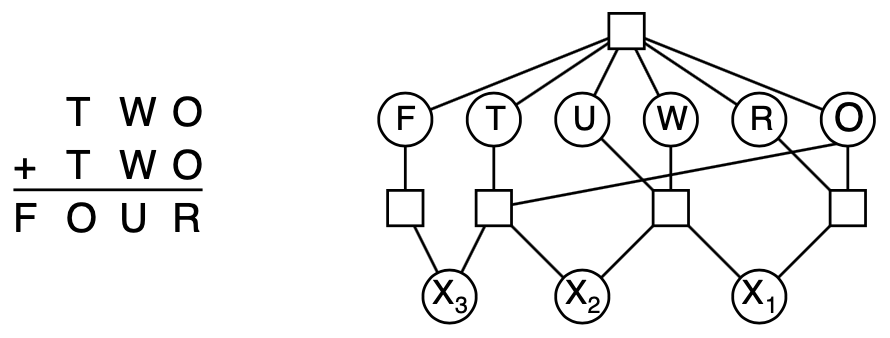 T W O
+ T W O
F O U R
F T U W R O
X₃ X₂ X₁